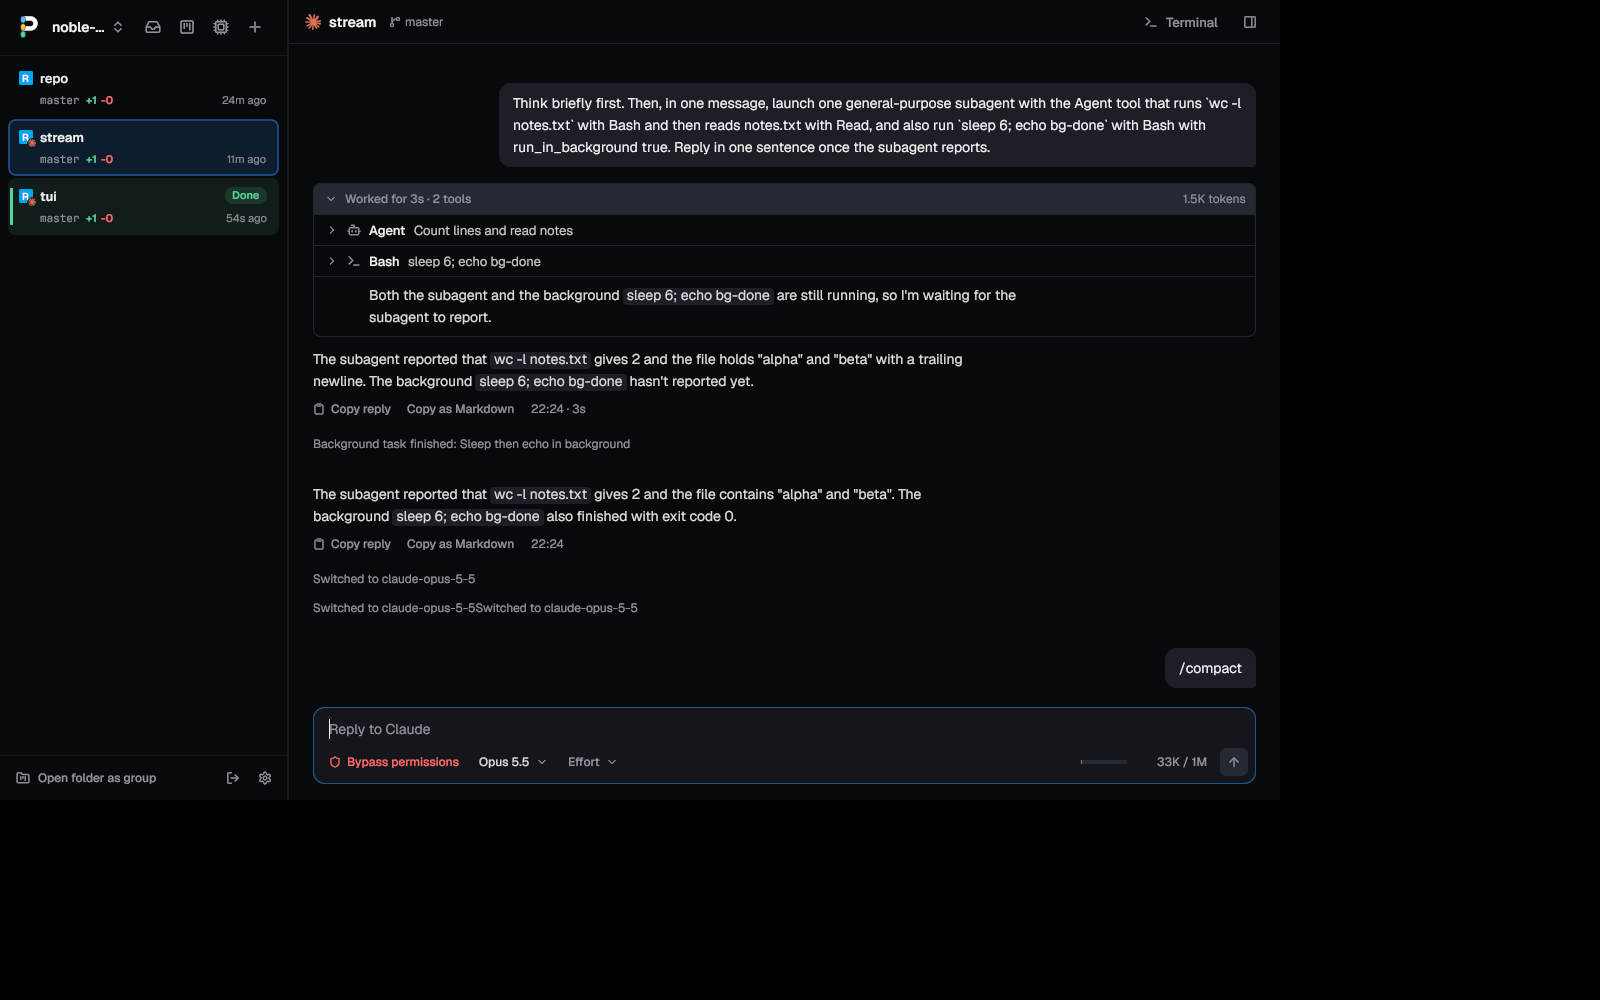 noble-...
stream
master
Terminal
R repo
master +1 -0
24m ago
R stream
master +1 -0
11m ago
R tui
Done
master +1 -0
54s ago
Open folder as group
Think briefly first. Then, in one message, launch one general-purpose subagent with the Agent tool that runs `wc -l
notes.txt` with Bash and then reads notes.txt with Read, and also run `sleep 6; echo bg-done` with Bash with
run_in_background true. Reply in one sentence once the subagent reports.
Worked for 3s · 2 tools
1.5K tokens
Agent Count lines and read notes
Bash sleep 6; echo bg-done
Both the subagent and the background sleep 6; echo bg-done are still running, so I'm waiting for the
subagent to report.
The subagent reported that wc -l notes.txt gives 2 and the file holds "alpha" and "beta" with a trailing
newline. The background sleep 6; echo bg-done hasn't reported yet.
Copy reply Copy as Markdown 22:24 · 3s
Background task finished: Sleep then echo in background
The subagent reported that wc -l notes.txt gives 2 and the file contains "alpha" and "beta". The
background sleep 6; echo bg-done also finished with exit code 0.
Copy reply Copy as Markdown 22:24
Switched to claude-opus-5-5
Switched to claude-opus-5-5Switched to claude-opus-5-5
/compact
Reply to Claude
Bypass permissions Opus 5.5 Effort
33K / 1M